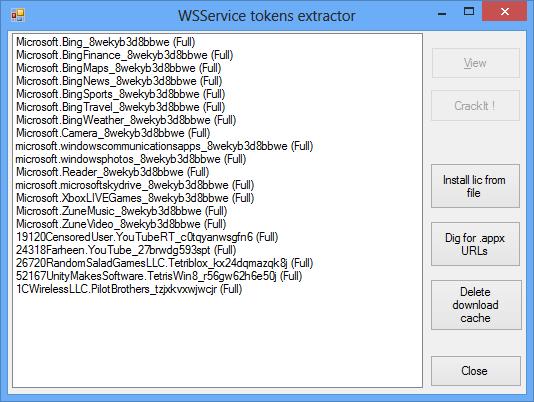 WSService tokens extractor
Microsoft.Bing_8wekyb3d8bbwe (Full)
Microsoft.BingFinance_8wekyb3d8bbwe (Full)
Microsoft.BingMaps_8wekyb3d8bbwe (Full)
Microsoft.BingNews_8wekyb3d8bbwe (Full)
Microsoft.BingSports_8wekyb3d8bbwe (Full)
Microsoft.BingTravel_8wekyb3d8bbwe (Full)
Microsoft.BingWeather_8wekyb3d8bbwe (Full)
Microsoft.Camera_8wekyb3d8bbwe (Full)
microsoft.windowscommunicationsapps_8wekyb3d8bbwe (Full)
microsoft.windowsphotos_8wekyb3d8bbwe (Full)
Microsoft.Reader_8wekyb3d8bbwe (Full)
microsoft.microsoftskydrive_8wekyb3d8bbwe (Full)
Microsoft.XboxLIVEGames_8wekyb3d8bbwe (Full)
Microsoft.ZuneMusic_8wekyb3d8bbwe (Full)
Microsoft.ZuneVideo_8wekyb3d8bbwe (Full)
19120CensoredUser.YouTubeRT_c0tqyanwsgfn6 (Full)
24318Farheen.YouTube_27brwdg593spt (Full)
26720RandomSaladGamesLLC.Tetriblox_kx24dqmazqk8j (Full)
52167UnityMakesSoftware.TetrisWin8_r56gw62h6e50j (Full)
1CWirelessLLC.PilotBrothers_tzjxkvxwjwcjr (Full)
View
CrackIt !
Install lic from
file
Dig for .appx
URLs
Delete
download
cache
Close